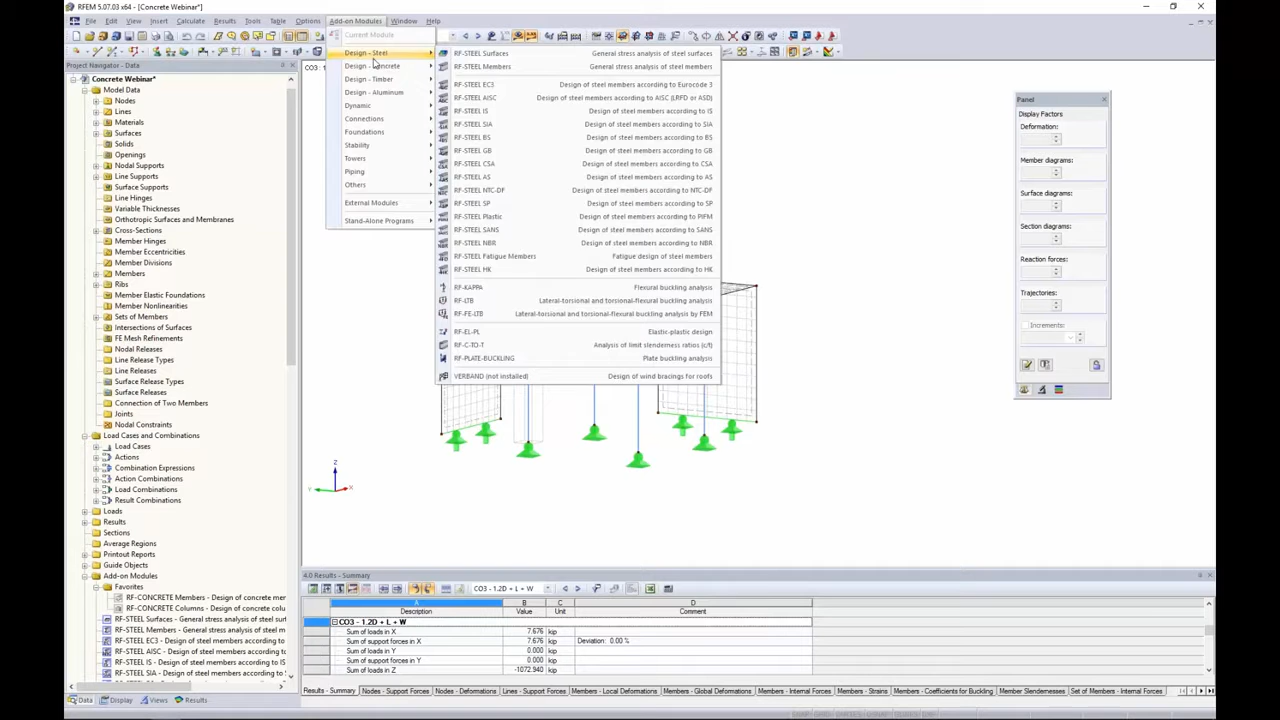 RFEM 5.07.03 x64 - [Concrete Webinar*]
File Edit View Insert Calculate Results Tools Table Options Add-on Modules Window Help
Project Navigator - Data
Concrete Webinar*
Model Data
Nodes
Lines
Materials
Surfaces
Solids
Openings
Nodal Supports
Line Supports
Surface Supports
Line Hinges
Variable Thicknesses
Orthotropic Surfaces and Membranes
Cross-Sections
Member Hinges
Member Eccentricities
Member Divisions
Members
Ribs
Member Elastic Foundations
Member Nonlinearities
Sets of Members
Intersections of Surfaces
FE Mesh Refinements
Nodal Releases
Line Release Types
Line Releases
Surface Release Types
Surface Releases
Connection of Two Members
Joints
Nodal Constraints
Load Cases and Combinations
Load Cases
Actions
Combination Expressions
Action Combinations
Load Combinations
Result Combinations
Loads
Results
Sections
Average Regions
Printout Reports
Guide Objects
Add-on Modules
Favorites
RF-CONCRETE Members - Design of concrete mer
RF-CONCRETE Columns - Design of concrete colu
RF-STEEL Surfaces - General stress analysis of steel surf
RF-STEEL Members - General stress analysis of steel mer
RF-STEEL EC3 - Design of steel members according to
RF-STEEL AISC - Design of steel members according to
RF-STEEL IS - Design of steel members according to IS
RF-STEEL SIA - Design of steel members according to
Data Display Views Results
CO3 :
Current Module
Design - Steel
Design - Concrete
Design - Timber
Design - Aluminum
Dynamic
Connections
Foundations
Stability
Towers
Piping
Others
External Modules
Stand-Alone Programs
RF-STEEL Surfaces General stress analysis of steel surfaces
RF-STEEL Members General stress analysis of steel members
RF-STEEL EC3 Design of steel members according to Eurocode 3
RF-STEEL AISC Design of steel members according to AISC (LRFD or ASD)
RF-STEEL IS Design of steel members according to IS
RF-STEEL SIA Design of steel members according to SIA
RF-STEEL BS Design of steel members according to BS
RF-STEEL GB Design of steel members according to GB
RF-STEEL CSA Design of steel members according to CSA
RF-STEEL AS Design of steel members according to AS
RF-STEEL NTC-DF Design of steel members according to NTC-DF
RF-STEEL SP Design of steel members according to SP
RF-STEEL Plastic Design of steel members according to PIFM
RF-STEEL SANS Design of steel members according to SANS
RF-STEEL NBR Design of steel members according to NBR
RF-STEEL Fatigue Members Fatigue design of steel members
RF-STEEL HK Design of steel members according to HK
RF-KAPPA Flexural buckling analysis
RF-LTB Lateral-torsional and torsional-flexural buckling analysis
RF-FE-LTB Lateral-torsional and torsional-flexural buckling analysis by FEM
RF-EL-PL Elastic-plastic design
RF-C-TO-T Analysis of limit slenderness ratios (c/t)
RF-PLATE-BUCKLING Plate buckling analysis
VERBAND (not installed) Design of wind bracings for roofs
Z
Y
X
Panel
Display Factors
Deformation:
Member diagrams:
Surface diagrams:
Section diagrams:
Reaction forces:
Trajectories:
Increments:
4.0 Results - Summary
CO3 - 1.2D + L + W
A B C D
Description Value Unit Comment
CO3 - 1.2D + L + W
Sum of loads in X 7.676 kip
Sum of support forces in X 7.676 kip Deviation: 0.00 %
Sum of loads in Y 0.000 kip
Sum of support forces in Y 0.000 kip
Sum of loads in Z -1072.940 kip
Results - Summary Nodes - Support Forces Nodes - Deformations Lines - Support Forces Members - Local Deformations Members - Global Deformations Members - Internal Forces Members - Strains Members - Coefficients for Buckling Member Slendernesses Set of Members - Internal Forces